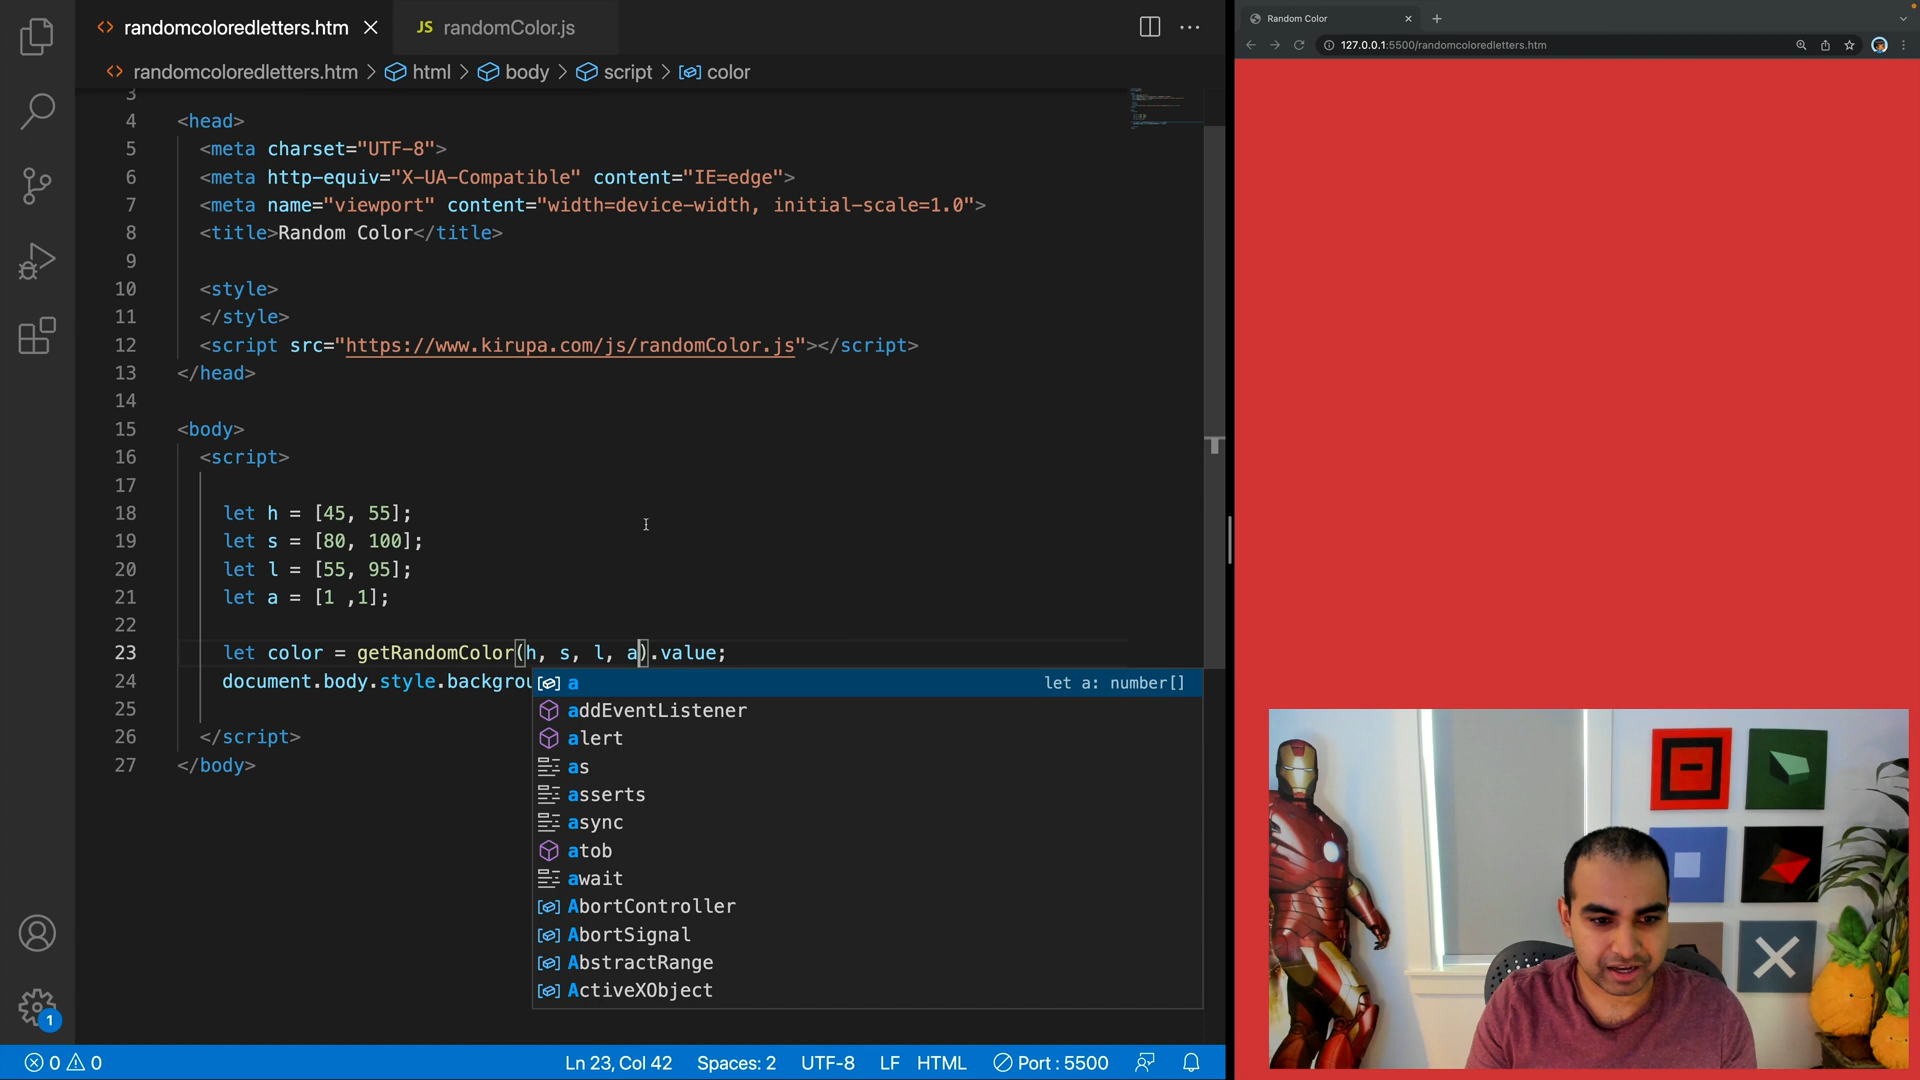 randomcoloredletters.htm
JS randomColor.js
randomcoloredletters.htm > html > body > script > color
3
4 <head>
5 <meta charset="UTF-8">
6 <meta http-equiv="X-UA-Compatible" content="IE=edge">
7 <meta name="viewport" content="width=device-width, initial-scale=1.0">
8 <title>Random Color</title>
9
10 <style>
11 </style>
12 <script src="https://www.kirupa.com/js/randomColor.js"></script>
13 </head>
14
15 <body>
16 <script>
17
18 let h = [45, 55];
19 let s = [80, 100];
20 let l = [55, 95];
21 let a = [1 ,1];
22
23 let color = getRandomColor(h, s, l, a).value;
24 document.body.style.backgrou
a let a: number[]
25
addEventListener
26 </script>
alert
27 </body>
as
asserts
async
atob
await
AbortController
AbortSignal
AbstractRange
ActiveXObject
1
0 0
Ln 23, Col 42
Spaces: 2
UTF-8
LF
HTML
Port : 5500
Random Color
127.0.0.1:5500/randomcoloredletters.htm